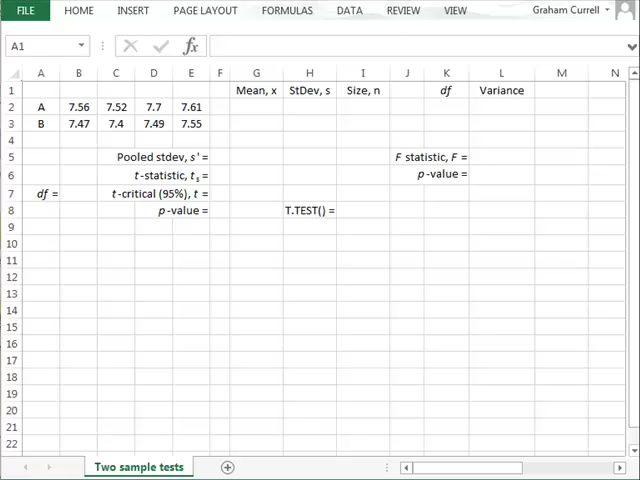 FILE HOME INSERT PAGE LAYOUT FORMULAS DATA REVIEW VIEW Graham Currell
A1 fx
A B C D E F G H I J K L M N
1 Mean, x StDev, s Size, n df Variance
2 A 7.56 7.52 7.7 7.61
3 B 7.47 7.4 7.49 7.55
4
5 Pooled stdev, s' = F statistic, F =
6 t-statistic, ts = p-value =
7 df = t-critical (95%), t =
8 p-value = T.TEST() =
9
10
11
12
13
14
15
16
17
18
19
20
21
22
Two sample tests